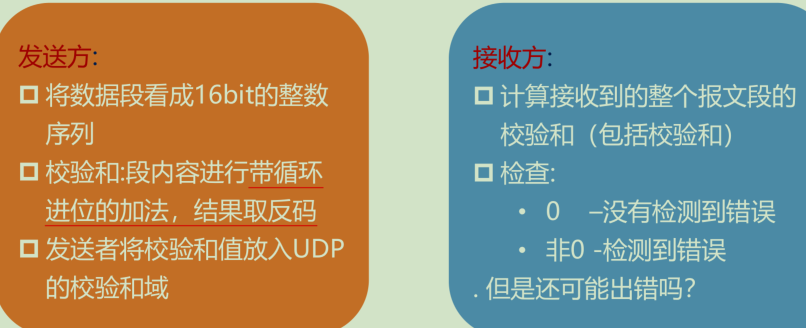 发送方:
将数据段看成16bit的整数
序列
校验和:段内容进行带循环
进位的加法，结果取反码
发送者将校验和值放入UDP
的校验和域
接收方:
计算接收到的整个报文段的
校验和（包括校验和）
检查:
• 0 –没有检测到错误
• 非0 -检测到错误
. 但是还可能出错吗？